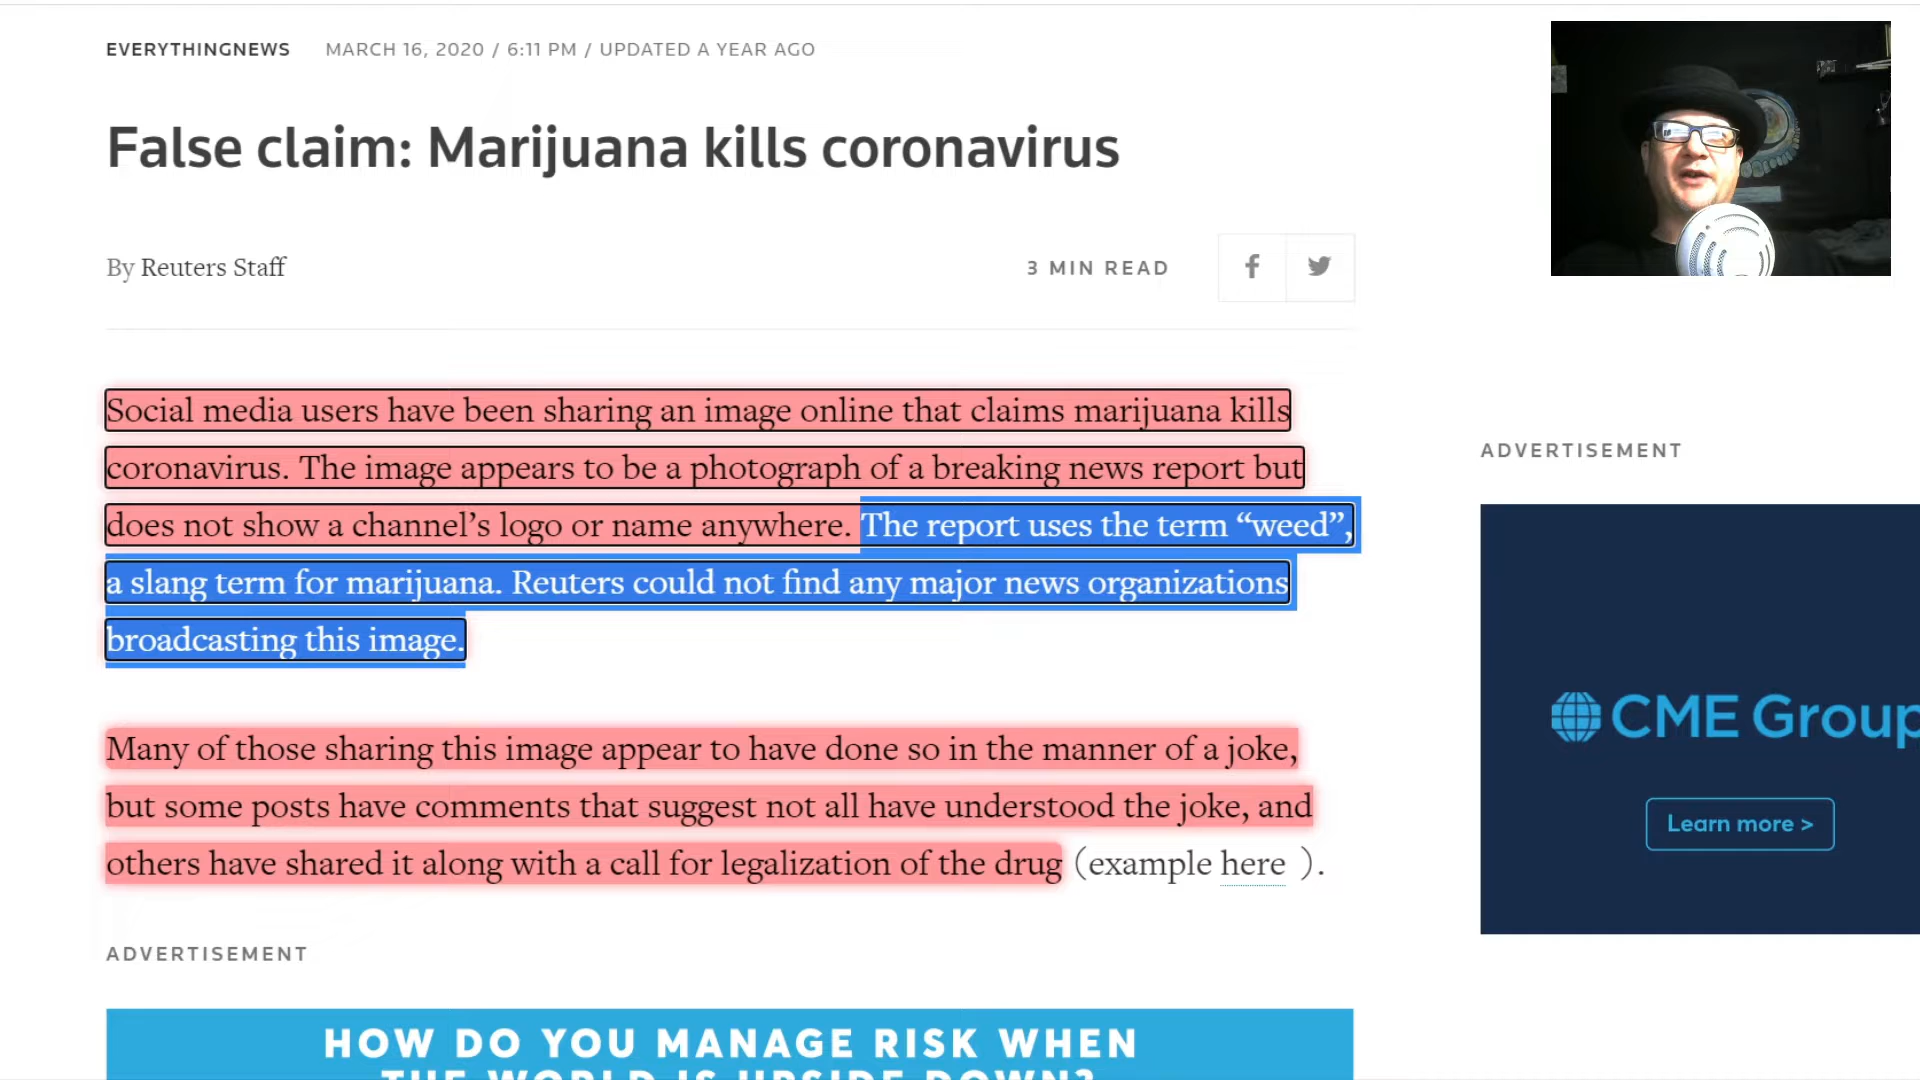 EVERYTHINGNEWS MARCH 16, 2020 / 6:11 PM / UPDATED A YEAR AGO
False claim: Marijuana kills coronavirus
By Reuters Staff
3 MIN READ
Social media users have been sharing an image online that claims marijuana kills
coronavirus. The image appears to be a photograph of a breaking news report but
does not show a channel’s logo or name anywhere. The report uses the term “weed”,
a slang term for marijuana. Reuters could not find any major news organizations
broadcasting this image.
Many of those sharing this image appear to have done so in the manner of a joke,
but some posts have comments that suggest not all have understood the joke, and
others have shared it along with a call for legalization of the drug (example here ).
ADVERTISEMENT
HOW DO YOU MANAGE RISK WHEN
THE WORLD IS UPSIDE DOWN?
ADVERTISEMENT
CME Group
Learn more >